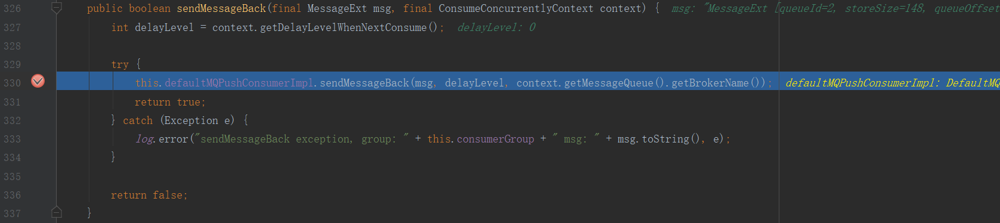 326 public boolean sendMessageBack(final MessageExt msg, final ConsumeConcurrentlyContext context) { msg: "MessageExt [queueId=2, storeSize=148, queueOffset
327 int delayLevel = context.getDelayLevelWhenNextConsume(); delayLevel: 0
328
329 try {
330 this.defaultMQPushConsumerImpl.sendMessageBack(msg, delayLevel, context.getMessageQueue().getBrokerName()); defaultMQPushConsumerImpl: DefaultMQ
331 return true;
332 } catch (Exception e) {
333 log.error("sendMessageBack exception, group: " + this.consumerGroup + " msg: " + msg.toString(), e);
334 }
335
336 return false;
337 }